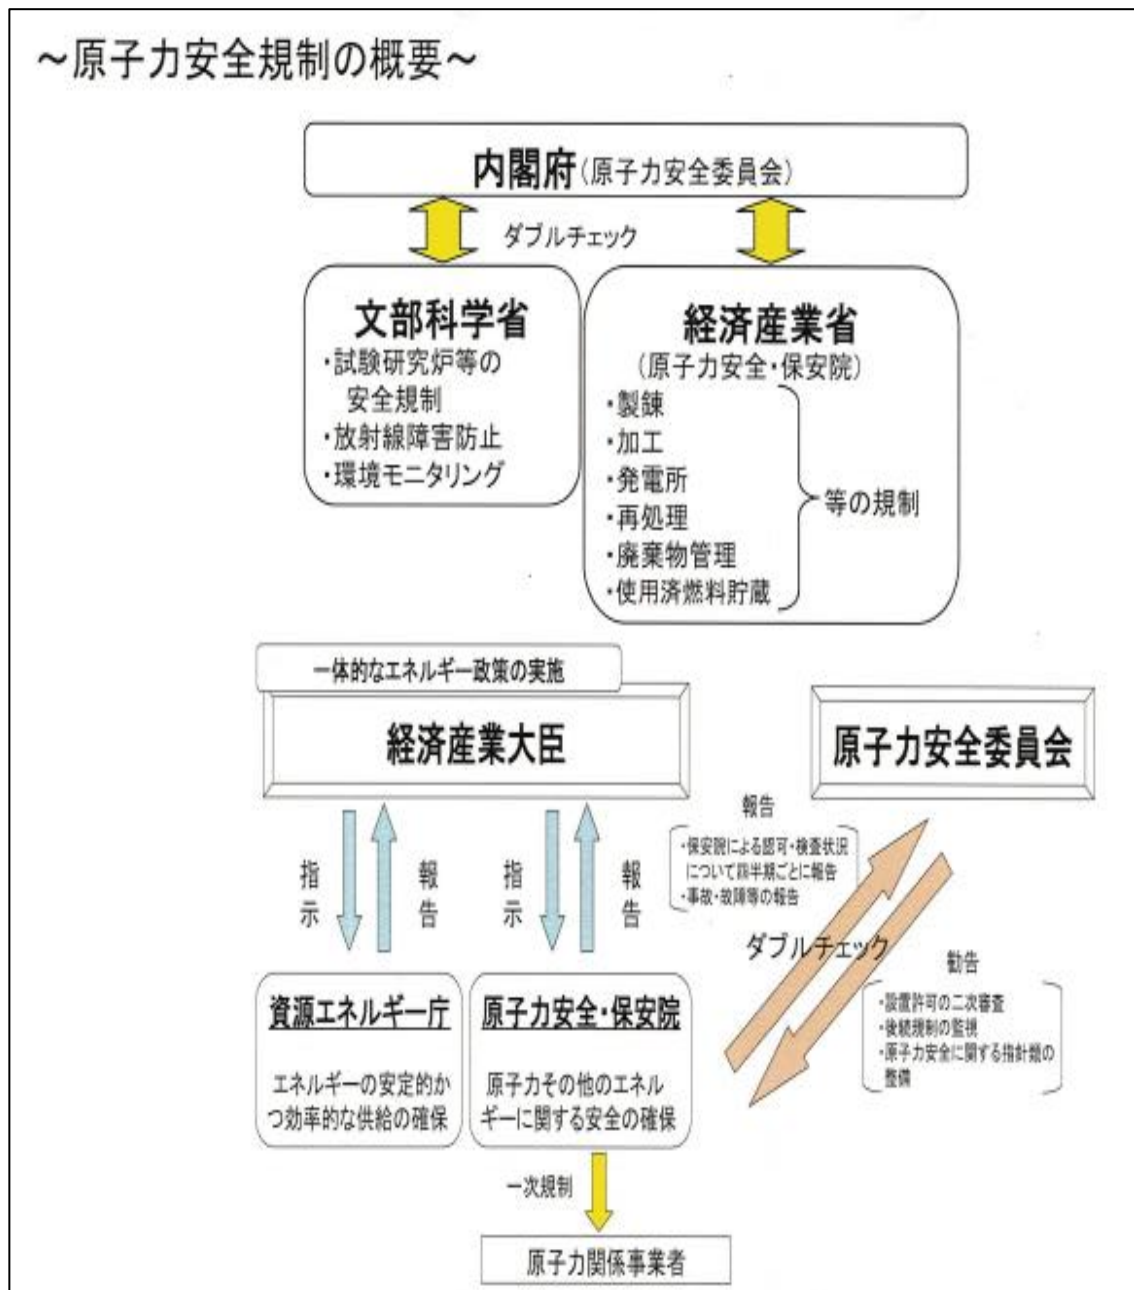 ～原子力安全規制の概要～
内閣府(原子力安全委員会)
ダブルチェック
文部科学省
・試験研究炉等の
安全規制
・放射線障害防止
・環境モニタリング
経済産業省
(原子力安全・保安院)
・製錬
・加工
・発電所
・再処理
・廃棄物管理
・使用済燃料貯蔵
等の規制
一体的なエネルギー政策の実施
経済産業大臣
原子力安全委員会
指示
報告
指示
報告
報告
・保安院による認可・検査状況
について四半期ごとに報告
・事故・故障等の報告
ダブルチェック
勧告
・設置許可の二次審査
・後続規制の監視
・原子力安全に関する指針類の
整備
資源エネルギー庁
エネルギーの安定的か
つ効率的な供給の確保
原子力安全・保安院
原子力その他のエネル
ギーに関する安全の確保
一次規制
原子力関係事業者